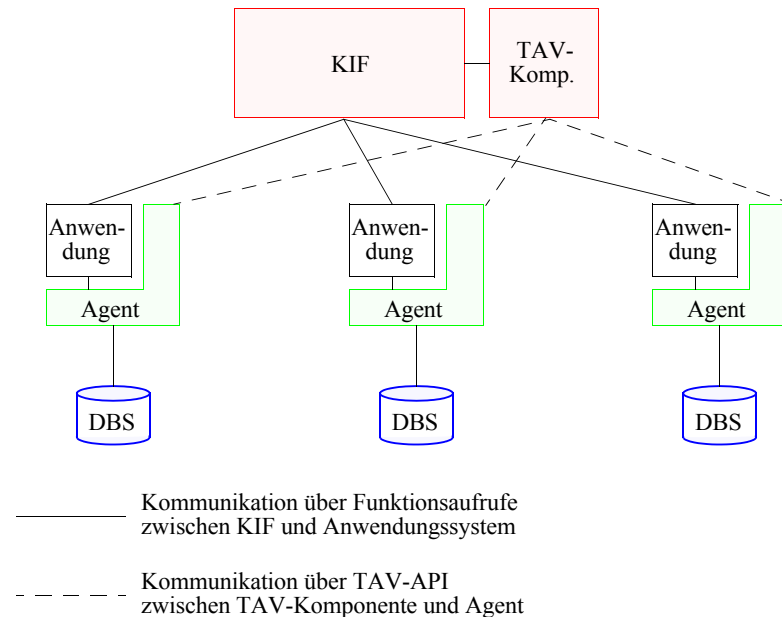 KIF
TAV-
Komp.
Anwen-
dung
Anwen-
dung
Anwen-
dung
Agent
Agent
Agent
DBS
DBS
DBS
Kommunikation über Funktionsaufrufe
zwischen KIF und Anwendungssystem
Kommunikation über TAV-API
zwischen TAV-Komponente und Agent